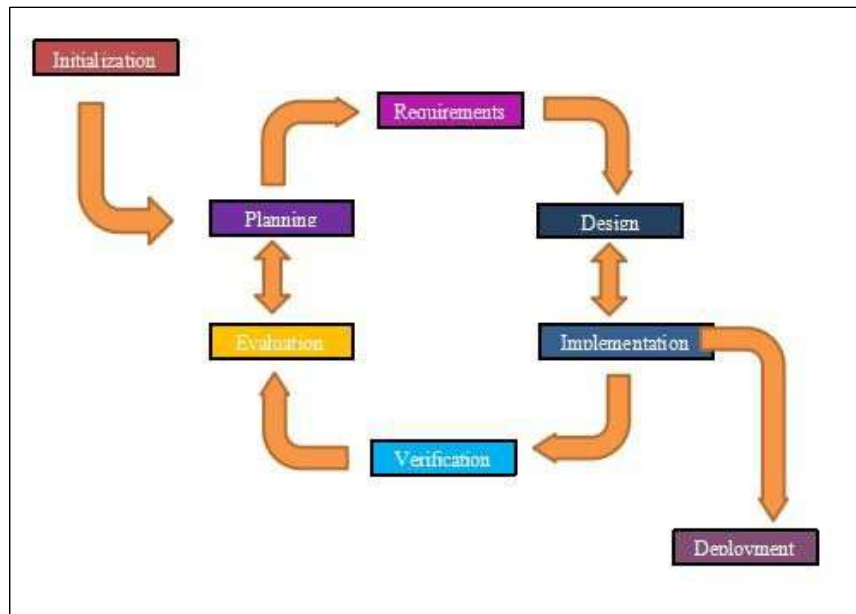 Initialization
Requirements
Planning
Design
Evaluation
Implementation
Verification
Deployment